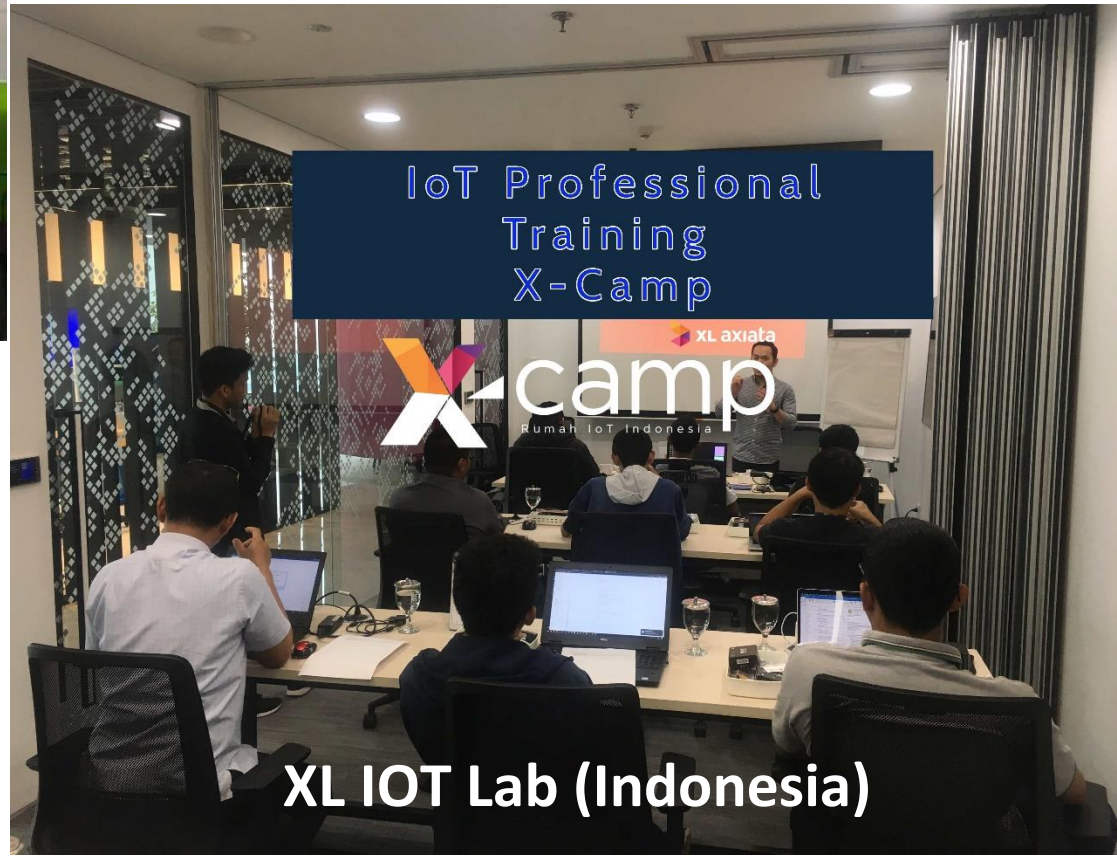 IoT Professional
Training
X-Camp
XL axiata
X-camp
Rumah IoT Indonesia
XL IOT Lab (Indonesia)